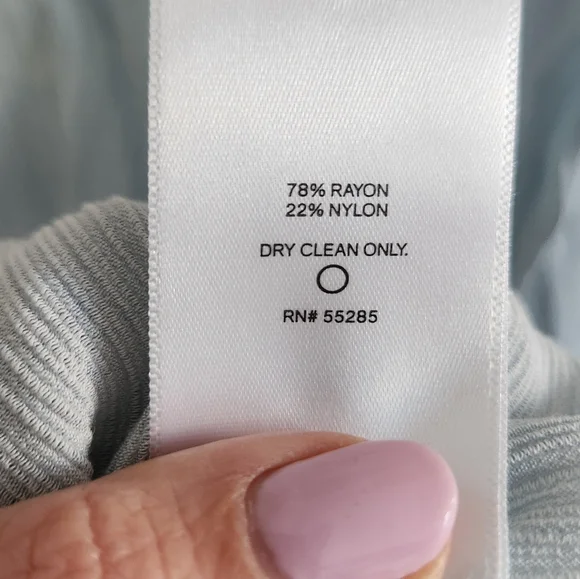 78% RAYON
22% NYLON
DRY CLEAN ONLY.
RN# 55285